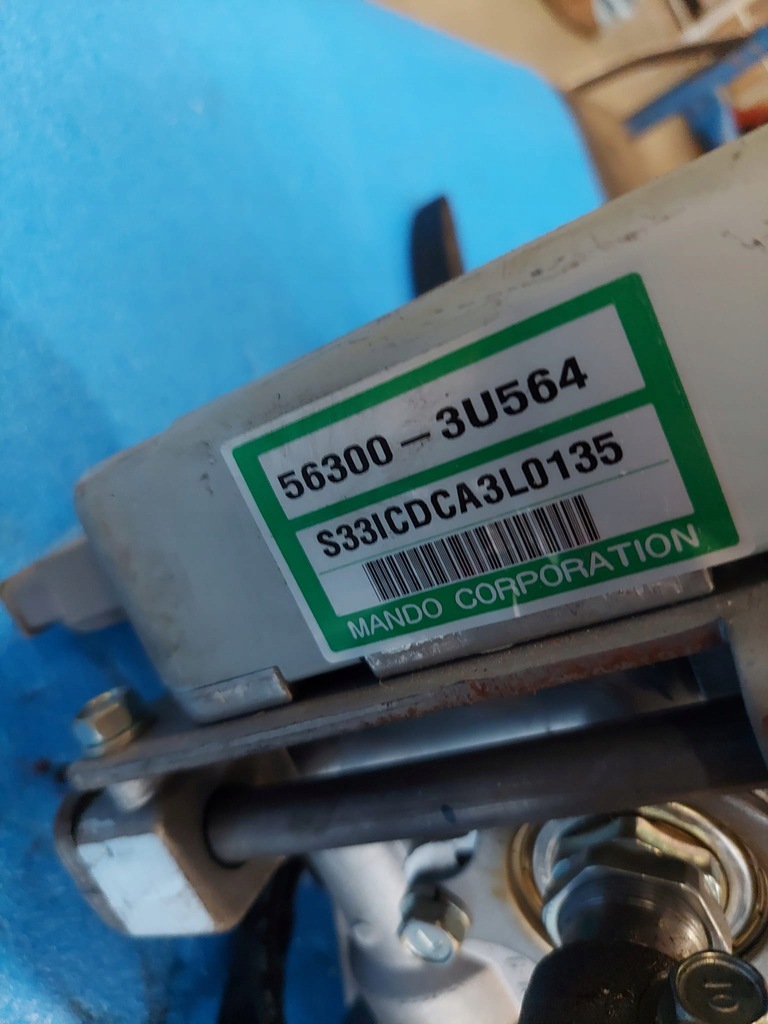 56300-3U564
S33ICDCA3L0135
MANDO CORPORATION